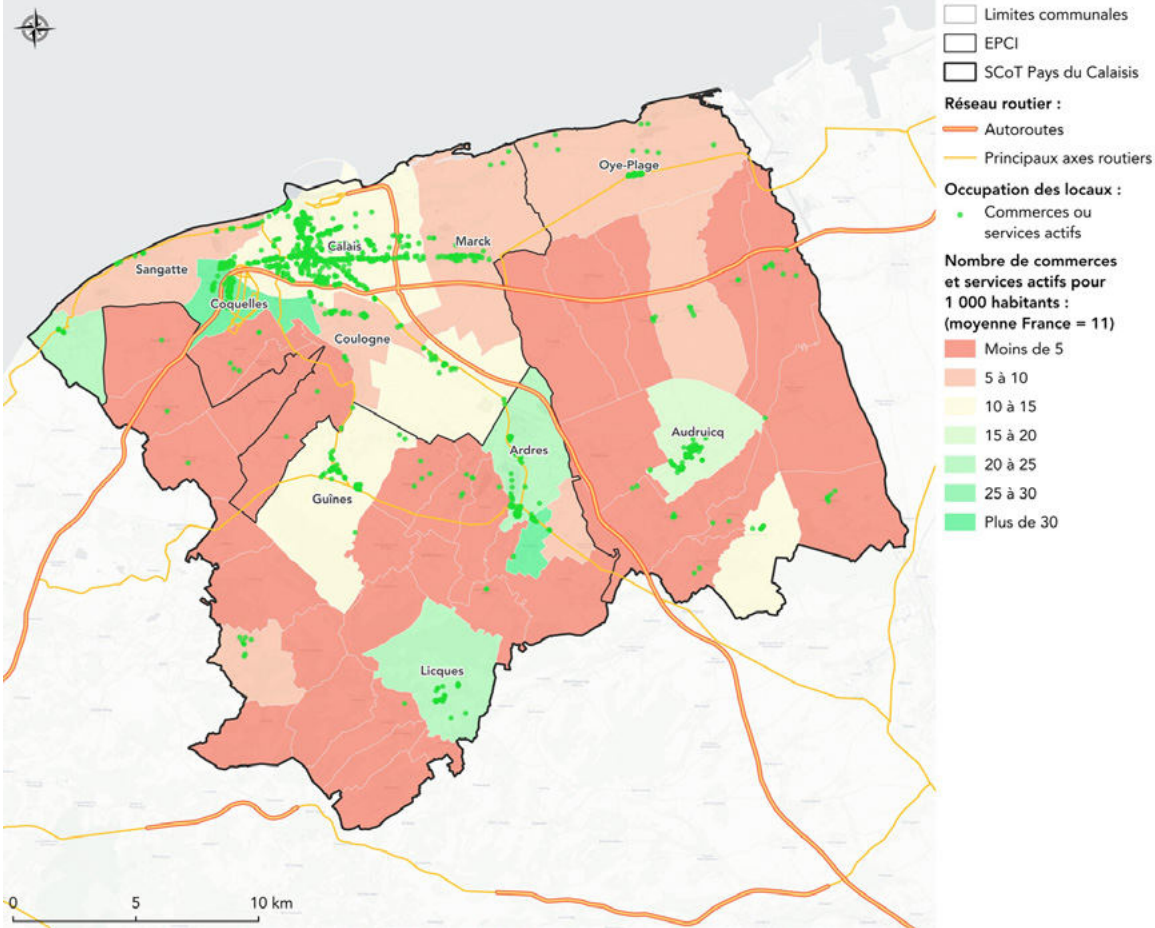 Limites communales
EPCI
SCoT Pays du Calaisis
Réseau routier :
Autoroutes
Principaux axes routiers
Occupation des locaux :
Commerces ou
services actifs
Nombre de commerces
et services actifs pour
1 000 habitants :
(moyenne France = 11)
Moins de 5
5 à 10
10 à 15
15 à 20
20 à 25
25 à 30
Plus de 30
Oye-Plage
Calais
Marck
Sangatte
Coquelles
Coulogne
Audruicq
Ardres
Guînes
Licques
0 5 10 km